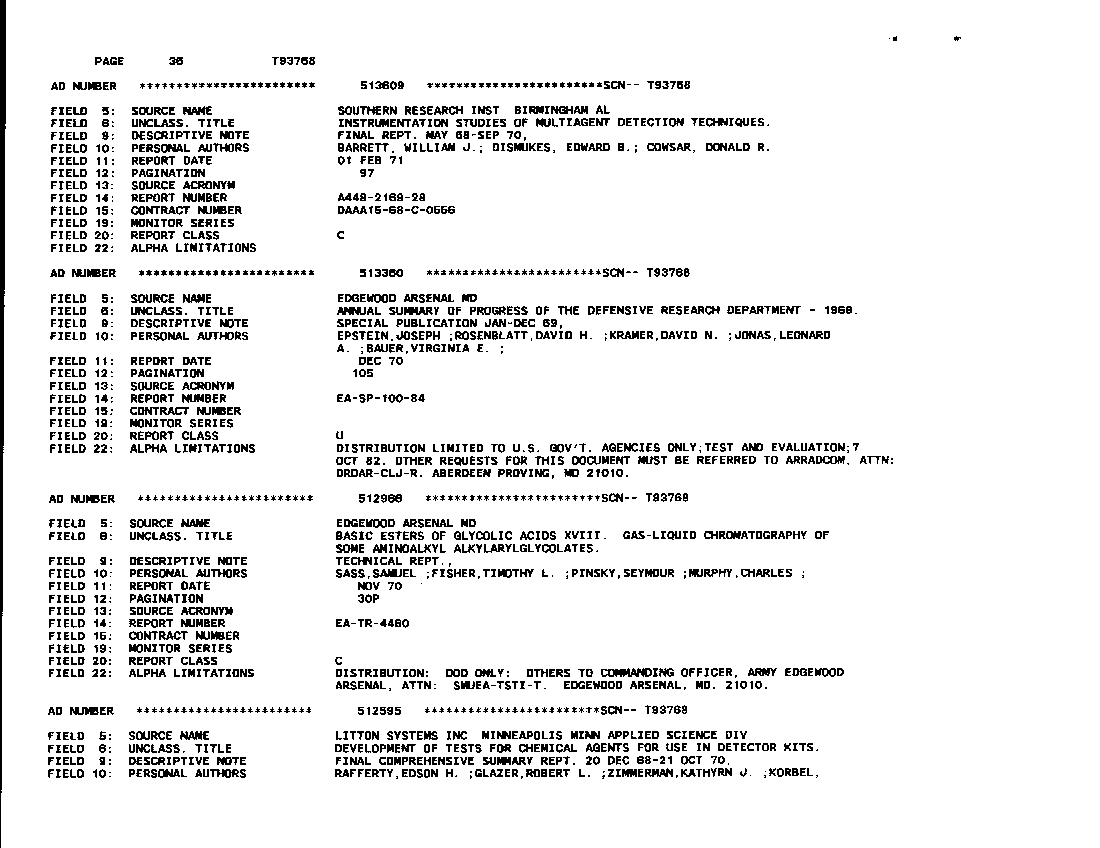 PAGE 36 T93768
AD NUMBER ************************ 513609 ************************SCN-- T93768
FIELD 5: SOURCE NAME SOUTHERN RESEARCH INST BIRMINGHAM AL
FIELD 6: UNCLASS. TITLE INSTRUMENTATION STUDIES OF MULTIAGENT DETECTION TECHNIQUES.
FIELD 9: DESCRIPTIVE NOTE FINAL REPT. MAY 68-SEP 70,
FIELD 10: PERSONAL AUTHORS BARRETT, WILLIAM J.; DISMUKES, EDWARD B.; COWSAR, DONALD R.
FIELD 11: REPORT DATE 01 FEB 71
FIELD 12: PAGINATION 97
FIELD 13: SOURCE ACRONYM
FIELD 14: REPORT NUMBER A449-2169-28
FIELD 15: CONTRACT NUMBER DAAA15-68-C-0556
FIELD 19: MONITOR SERIES
FIELD 20: REPORT CLASS C
FIELD 22: ALPHA LIMITATIONS
AD NUMBER ************************ 513360 ************************SCN-- T93768
FIELD 5: SOURCE NAME EDGEWOOD ARSENAL MD
FIELD 6: UNCLASS. TITLE ANNUAL SUMMARY OF PROGRESS OF THE DEFENSIVE RESEARCH DEPARTMENT - 1969.
FIELD 9: DESCRIPTIVE NOTE SPECIAL PUBLICATION JAN-DEC 69,
FIELD 10: PERSONAL AUTHORS EPSTEIN,JOSEPH ;ROSENBLATT,DAVID H. ;KRAMER,DAVID N. ;JONAS,LEONARD
A. ;BAUER,VIRGINIA E. ;
FIELD 11: REPORT DATE DEC 70
FIELD 12: PAGINATION 105
FIELD 13: SOURCE ACRONYM
FIELD 14: REPORT NUMBER EA-SP-100-84
FIELD 15: CONTRACT NUMBER
FIELD 19: MONITOR SERIES
FIELD 20: REPORT CLASS U
FIELD 22: ALPHA LIMITATIONS DISTRIBUTION LIMITED TO U.S. GOV'T. AGENCIES ONLY;TEST AND EVALUATION;7
OCT 82. OTHER REQUESTS FOR THIS DOCUMENT MUST BE REFERRED TO ARRADCOM, ATTN:
DRDAR-CLJ-R. ABERDEEN PROVING, MD 21010.
AD NUMBER ************************ 512966 ************************SCN-- T93768
FIELD 5: SOURCE NAME EDGEWOOD ARSENAL MD
FIELD 6: UNCLASS. TITLE BASIC ESTERS OF GLYCOLIC ACIDS XVIII. GAS-LIQUID CHROMATOGRAPHY OF
SOME AMINOALKYL ALKYLARYLGLYCOLATES.
FIELD 9: DESCRIPTIVE NOTE TECHNICAL REPT.,
FIELD 10: PERSONAL AUTHORS SASS,SAMUEL ;FISHER,TIMOTHY L. ;PINSKY,SEYMOUR ;MURPHY,CHARLES ;
FIELD 11: REPORT DATE NOV 70
FIELD 12: PAGINATION 30P
FIELD 13: SOURCE ACRONYM
FIELD 14: REPORT NUMBER EA-TR-4460
FIELD 15: CONTRACT NUMBER
FIELD 19: MONITOR SERIES
FIELD 20: REPORT CLASS C
FIELD 22: ALPHA LIMITATIONS DISTRIBUTION: DOD ONLY: OTHERS TO COMMANDING OFFICER, ARMY EDGEWOOD
ARSENAL, ATTN: SMUEA-TSTI-T. EDGEWOOD ARSENAL, MD. 21010.
AD NUMBER ************************ 512595 ************************SCN-- T93768
FIELD 5: SOURCE NAME LITTON SYSTEMS INC MINNEAPOLIS MINN APPLIED SCIENCE DIV
FIELD 6: UNCLASS. TITLE DEVELOPMENT OF TESTS FOR CHEMICAL AGENTS FOR USE IN DETECTOR KITS.
FIELD 9: DESCRIPTIVE NOTE FINAL COMPREHENSIVE SUMMARY REPT. 20 DEC 68-21 OCT 70,
FIELD 10: PERSONAL AUTHORS RAFFERTY,EDSON H. ;GLAZER,ROBERT L. ;ZIMMERMAN,KATHYRN J. ;KORBEL,